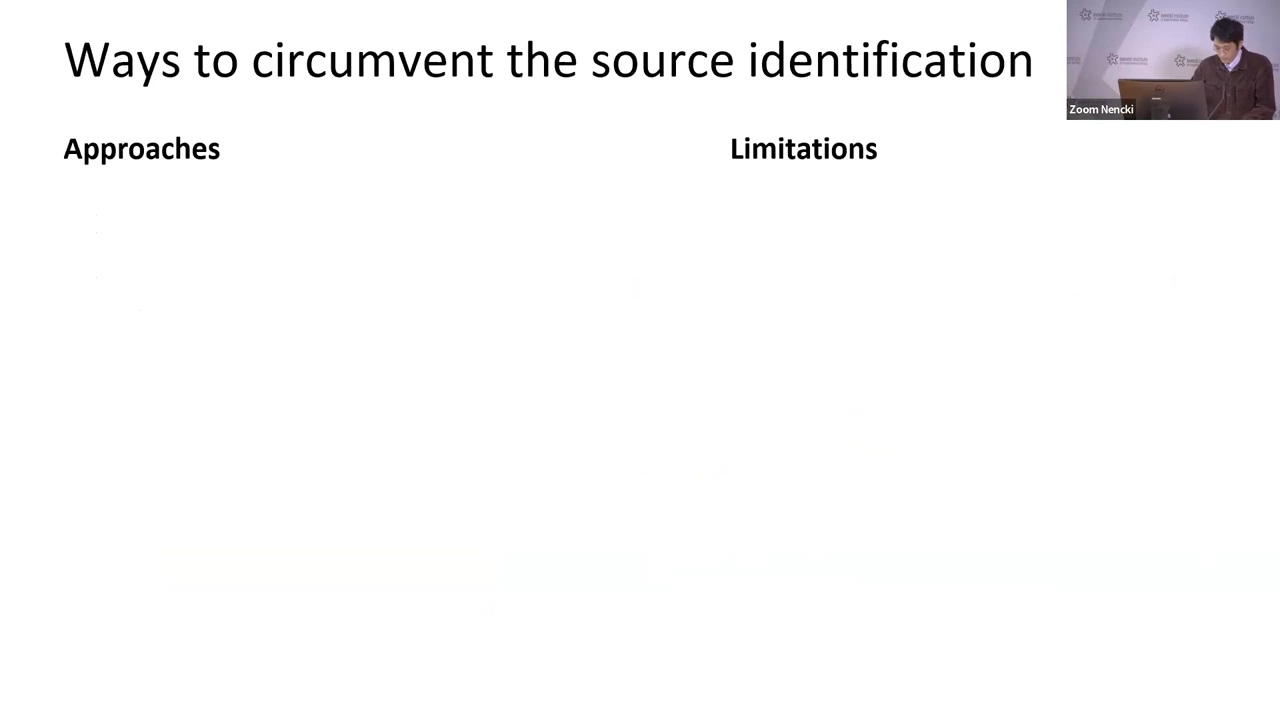 Ways to circumvent the source identification
Zoom Nencki
Approaches
Limitations